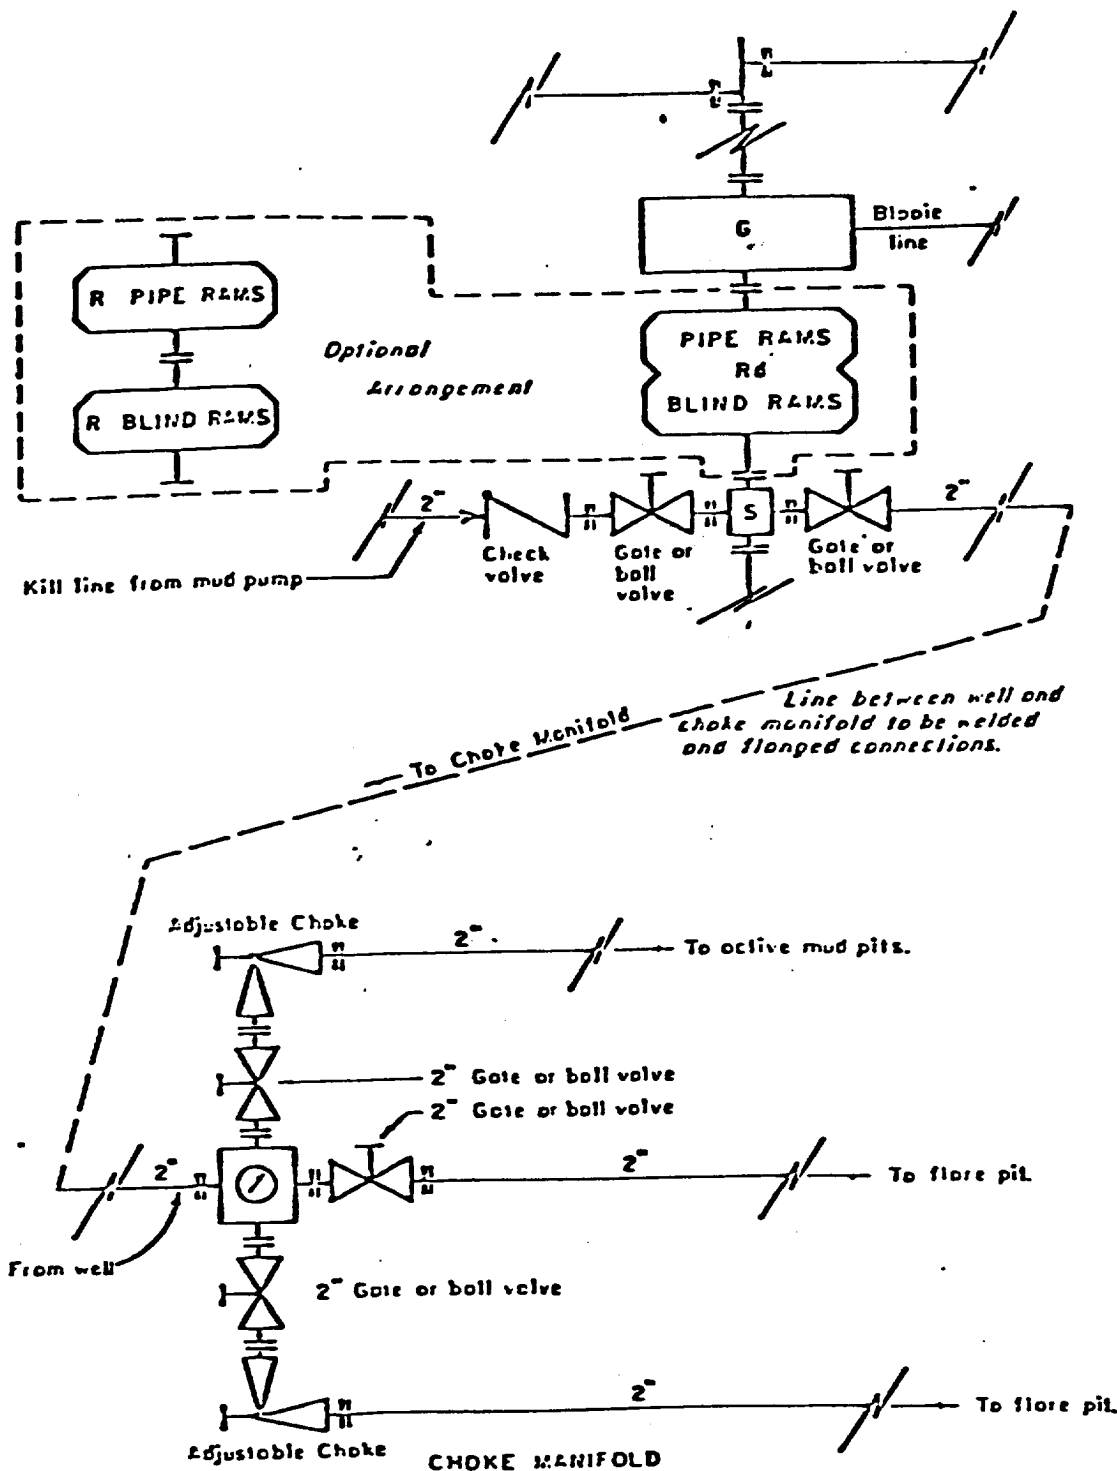 G
Blooie
line
R PIPE RAMS
R BLIND RAMS
Optional
Arrangement
PIPE RAMS
Rd
BLIND RAMS
2"
S
2"
Check
valve
Gate or
ball
valve
Gate or
ball valve
Kill line from mud pump
Line between well and
choke manifold to be welded
and flanged connections.
To Choke Manifold
Adjustable Choke
2"
To active mud pits.
2" Gate or ball valve
2" Gate or ball valve
2"
2"
To flare pit.
From well
2" Gate or ball valve
2"
To flare pit.
Adjustable Choke
CHOKE MANIFOLD